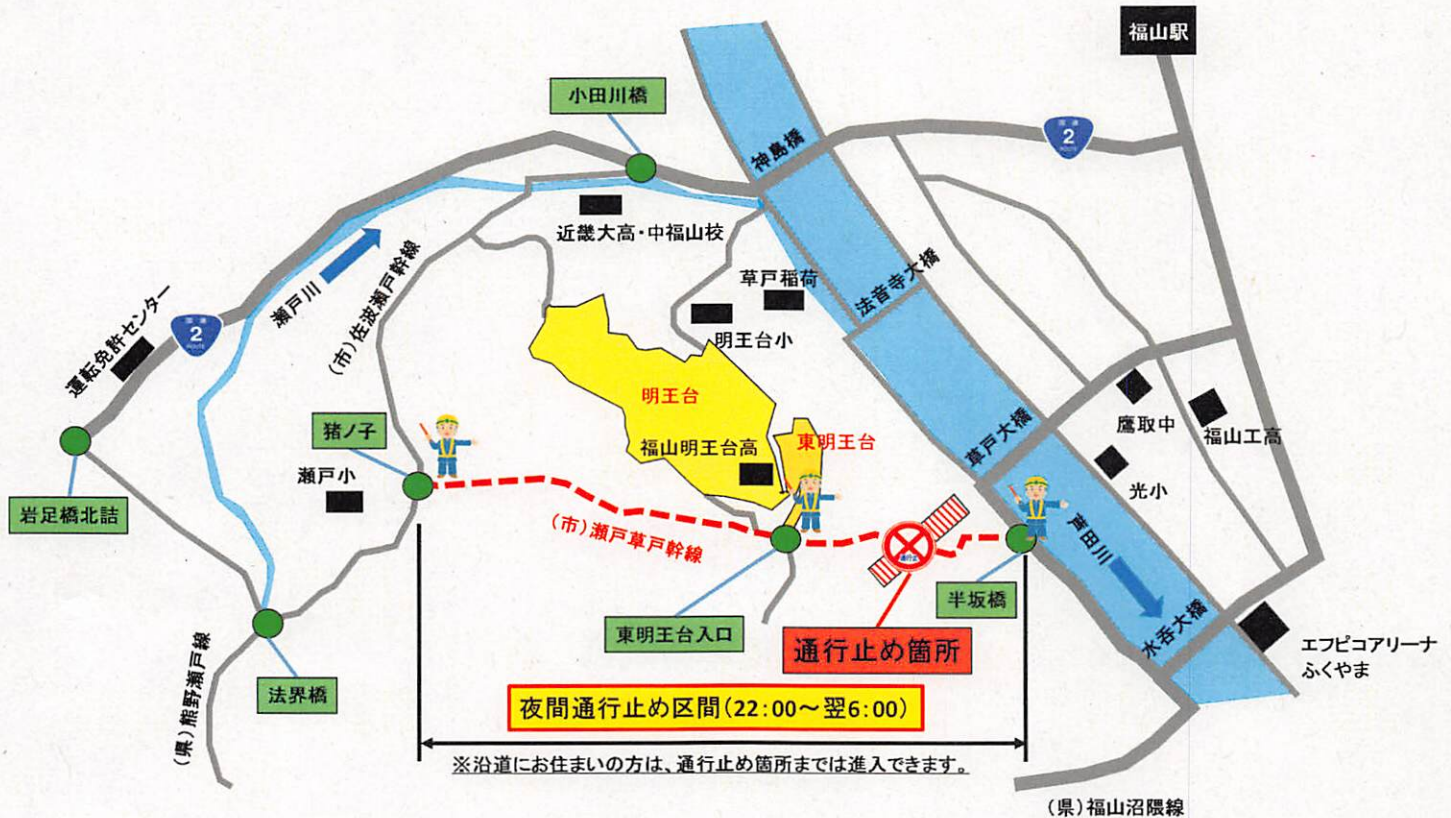 福山駅
小田川橋
神島橋
国道
2
ROUTE
近畿大高・中福山校
瀬戸川
(市)佐波瀬戸幹線
草戸稲荷
法音寺大橋
明王台小
運転免許センター
国道
2
ROUTE
明王台
猪ノ子
東明王台
草戸大橋
鷹取中
福山工高
瀬戸小
福山明王台高
光小
岩足橋北詰
(市)瀬戸草戸幹線
通行止
芦田川
半坂橋
東明王台入口
通行止め箇所
水呑大橋
エフピコアリーナ
ふくやま
法界橋
(県)熊野瀬戸線
夜間通行止め区間(22:00～翌6:00)
※沿道にお住まいの方は、通行止め箇所までは進入できます。
(県)福山沼隈線